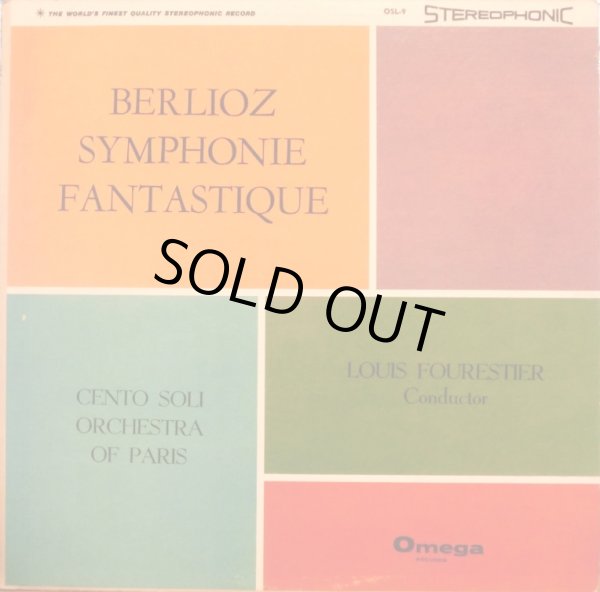 * THE WORLD'S FINEST QUALITY STEREOPHONIC RECORD
OSL-9
STEREOPHONIC
BERLIOZ
SYMPHONIE
FANTASTIQUE
SOLD OUT
LOUIS FOURESTIER
Conductor
CENTO SOLI
ORCHESTRA
OF PARIS
Omega
RECORDS